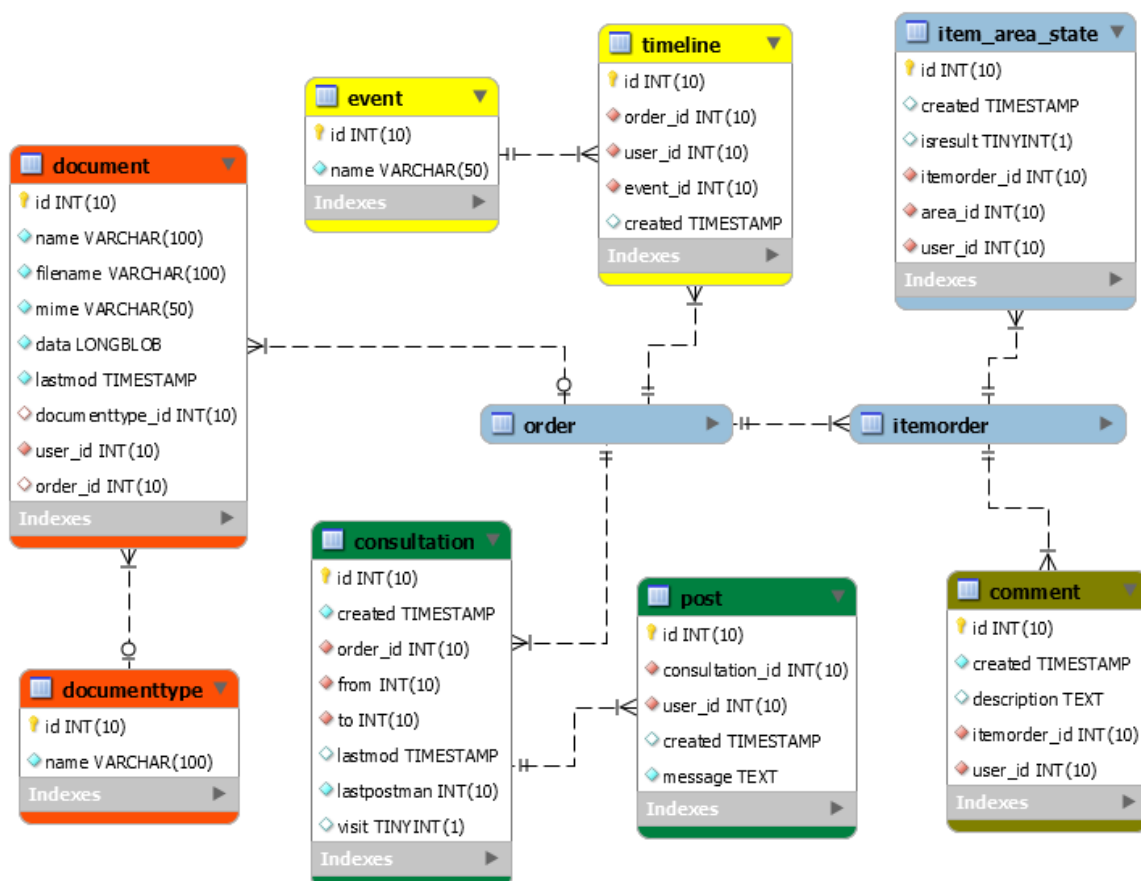 event
id INT(10)
name VARCHAR(50)
Indexes
timeline
id INT(10)
order_id INT(10)
user_id INT(10)
event_id INT(10)
created TIMESTAMP
Indexes
item_area_state
id INT(10)
created TIMESTAMP
isresult TINYINT(1)
itemorder_id INT(10)
area_id INT(10)
user_id INT(10)
Indexes
document
id INT(10)
name VARCHAR(100)
filename VARCHAR(100)
mime VARCHAR(50)
data LONGBLOB
lastmod TIMESTAMP
documenttype_id INT(10)
user_id INT(10)
order_id INT(10)
Indexes
order
itemorder
consultation
id INT(10)
created TIMESTAMP
order_id INT(10)
from INT(10)
to INT(10)
lastmod TIMESTAMP
lastpostman INT(10)
visit TINYINT(1)
Indexes
post
id INT(10)
consultation_id INT(10)
user_id INT(10)
created TIMESTAMP
message TEXT
Indexes
comment
id INT(10)
created TIMESTAMP
description TEXT
itemorder_id INT(10)
user_id INT(10)
Indexes
documenttype
id INT(10)
name VARCHAR(100)
Indexes